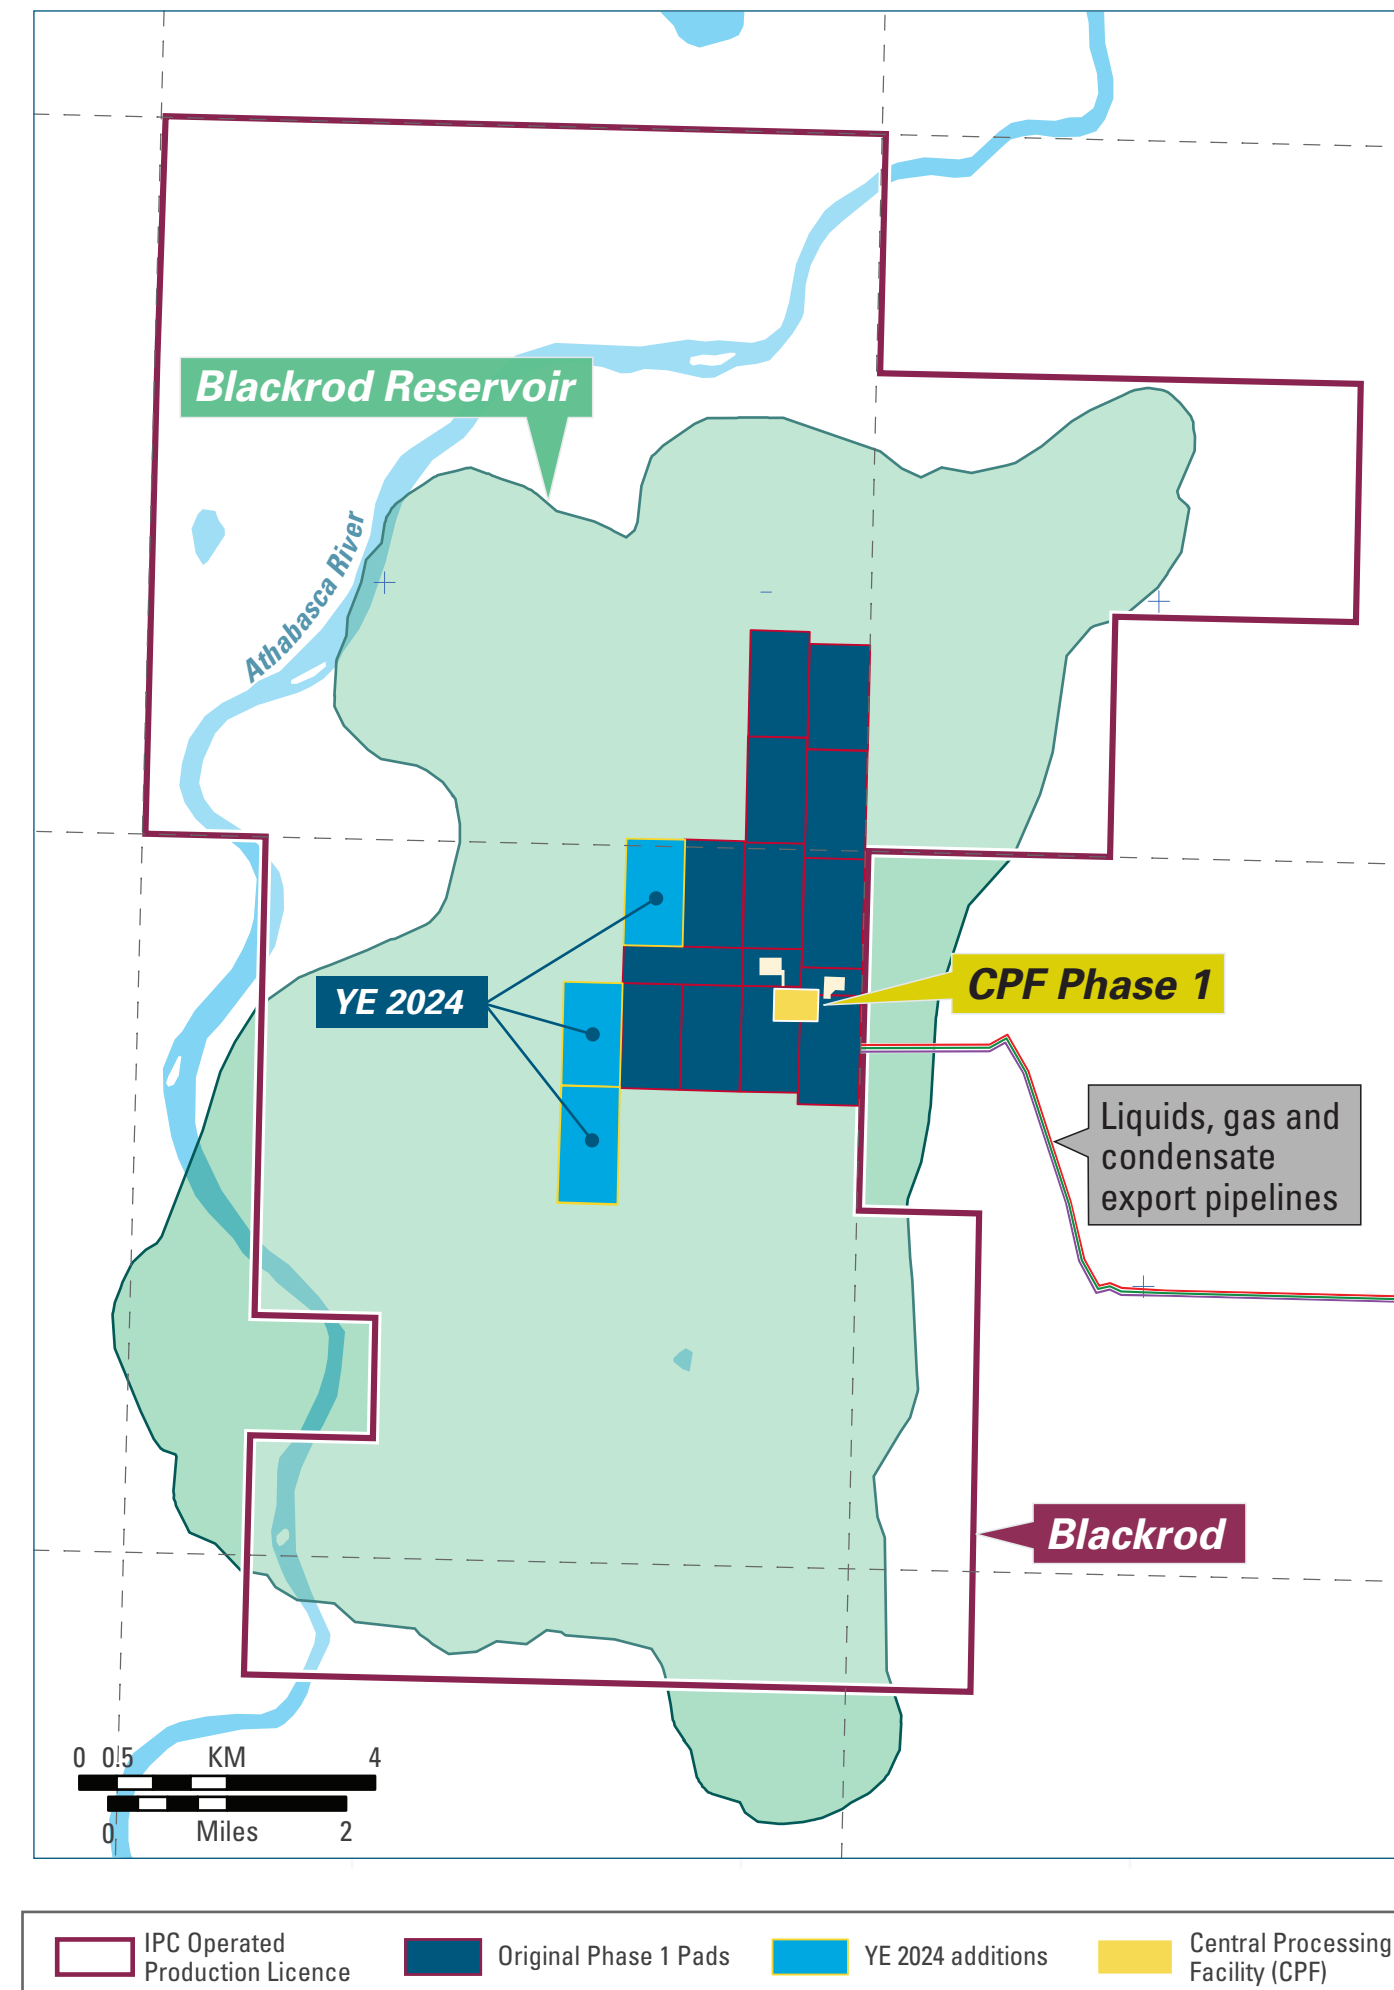 Blackrod Reservoir
Athabasca River
YE 2024
CPF Phase 1
Liquids, gas and
condensate
export pipelines
Blackrod
0 0.5 KM 4
0 Miles 2
IPC Operated
Production Licence
Original Phase 1 Pads
YE 2024 additions
Central Processing
Facility (CPF)